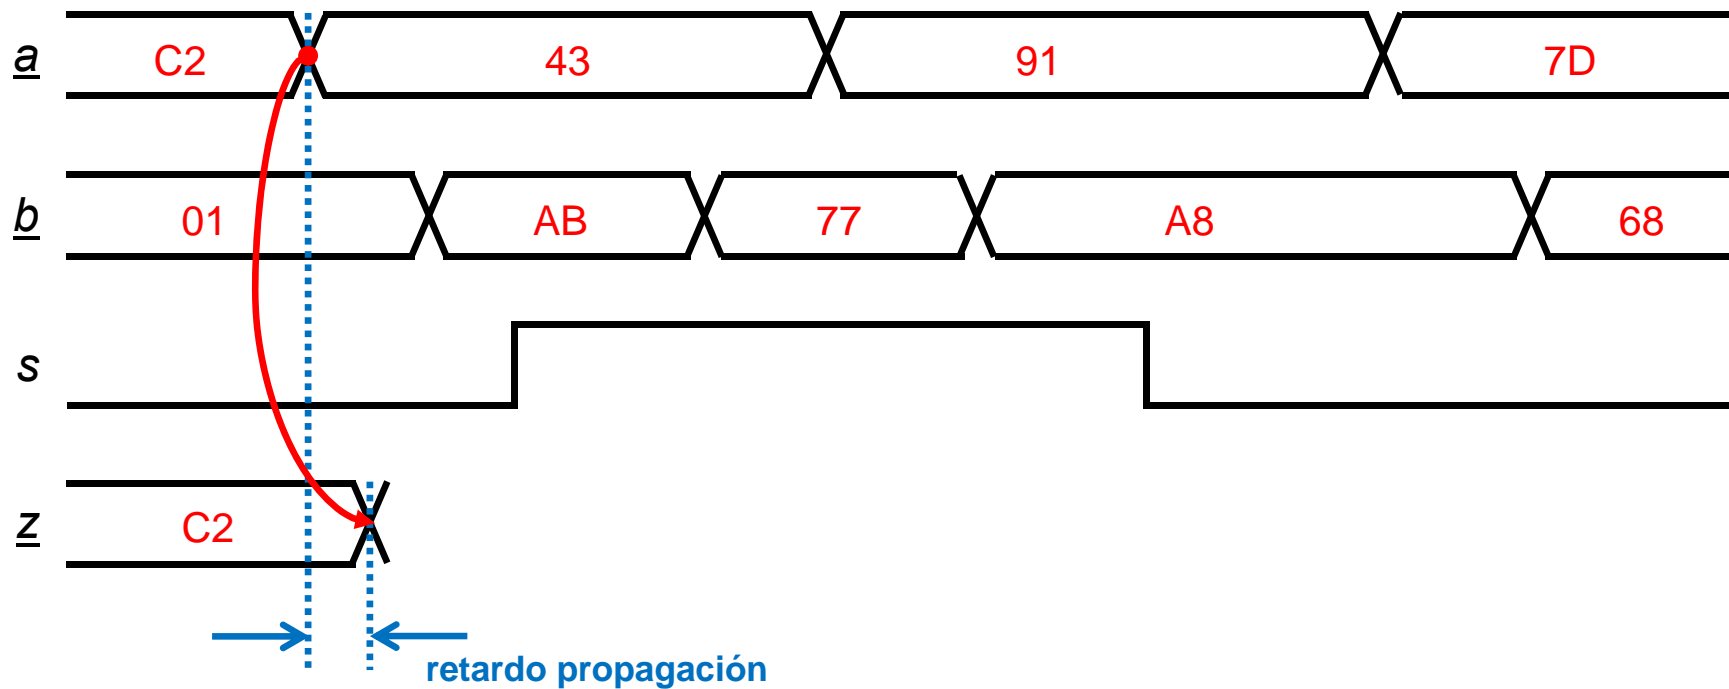 a C2 43 91 7D
b 01 AB 77 A8 68
s
z C2
retardo propagación